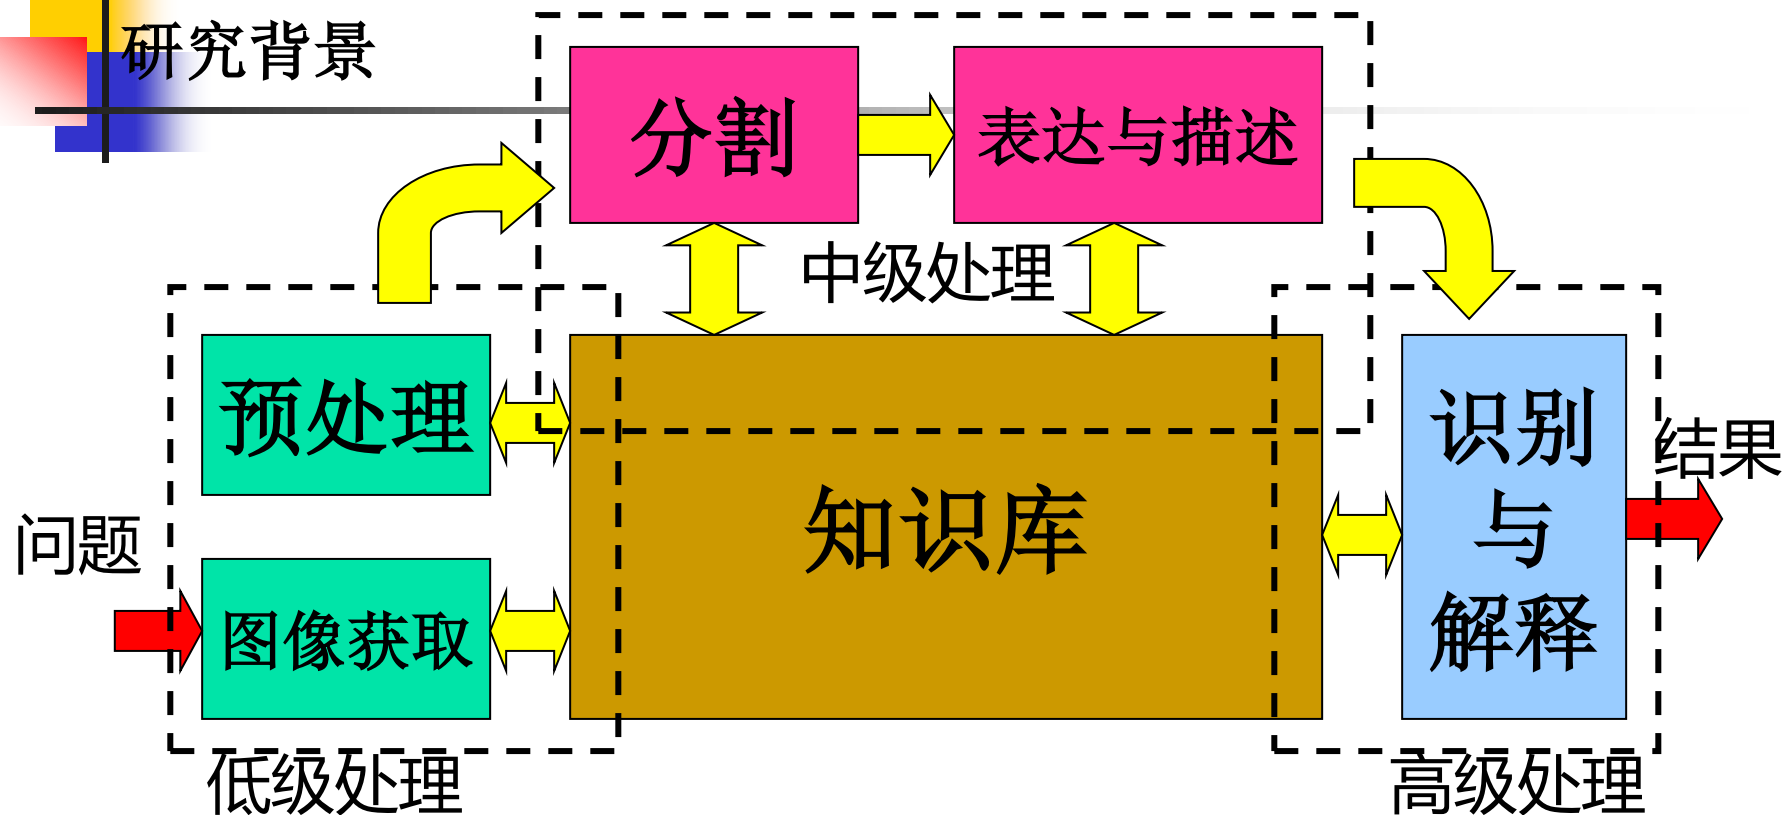 研究背景
分割
表达与描述
中级处理
预处理
知识库
识别
与
解释
结果
问题
图像获取
低级处理
高级处理